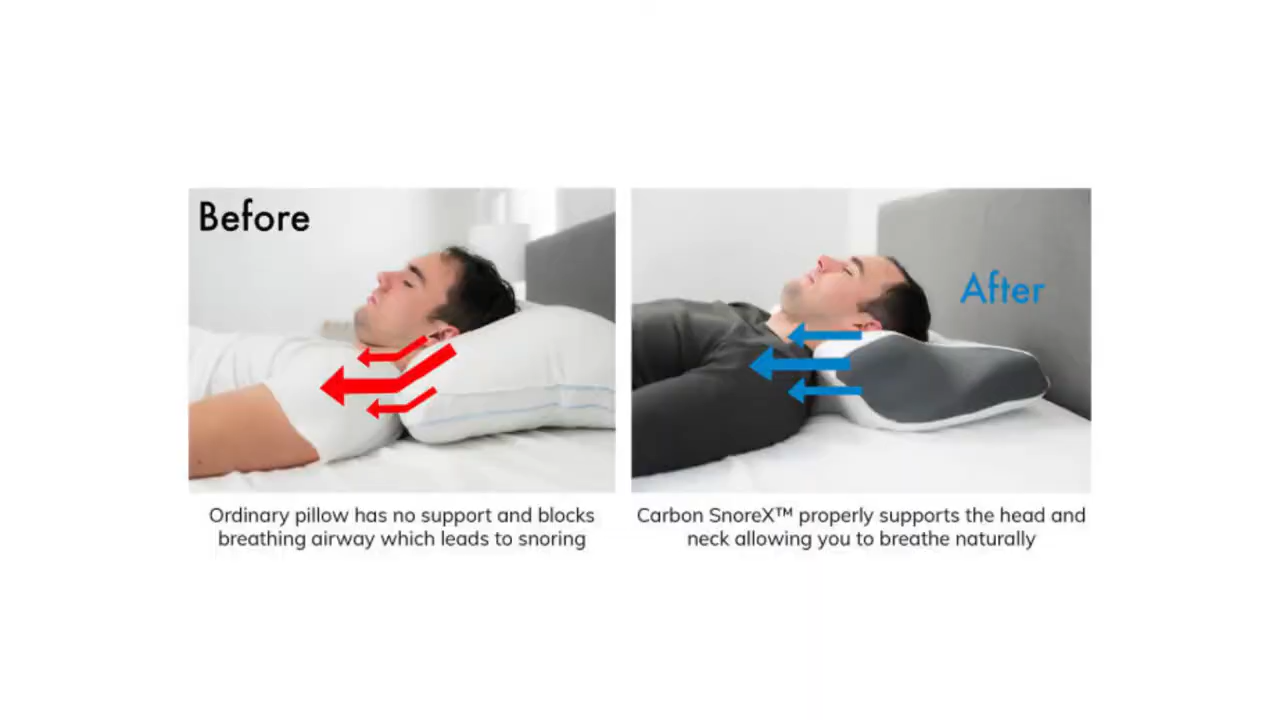 Before
After
Ordinary pillow has no support and blocks
breathing airway which leads to snoring
Carbon SnoreX™ properly supports the head and
neck allowing you to breathe naturally